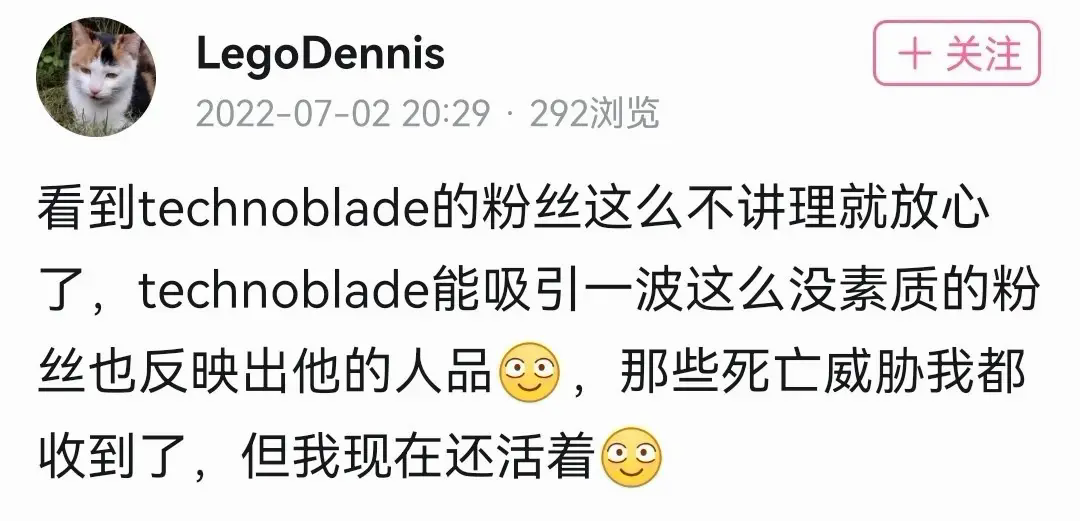 LegoDennis
+ 关注
2022-07-02 20:29 · 292浏览
看到technoblade的粉丝这么不讲理就放心
了，technoblade能吸引一波这么没素质的粉
丝也反映出他的人品🙄，那些死亡威胁我都
收到了，但我现在还活着🙄